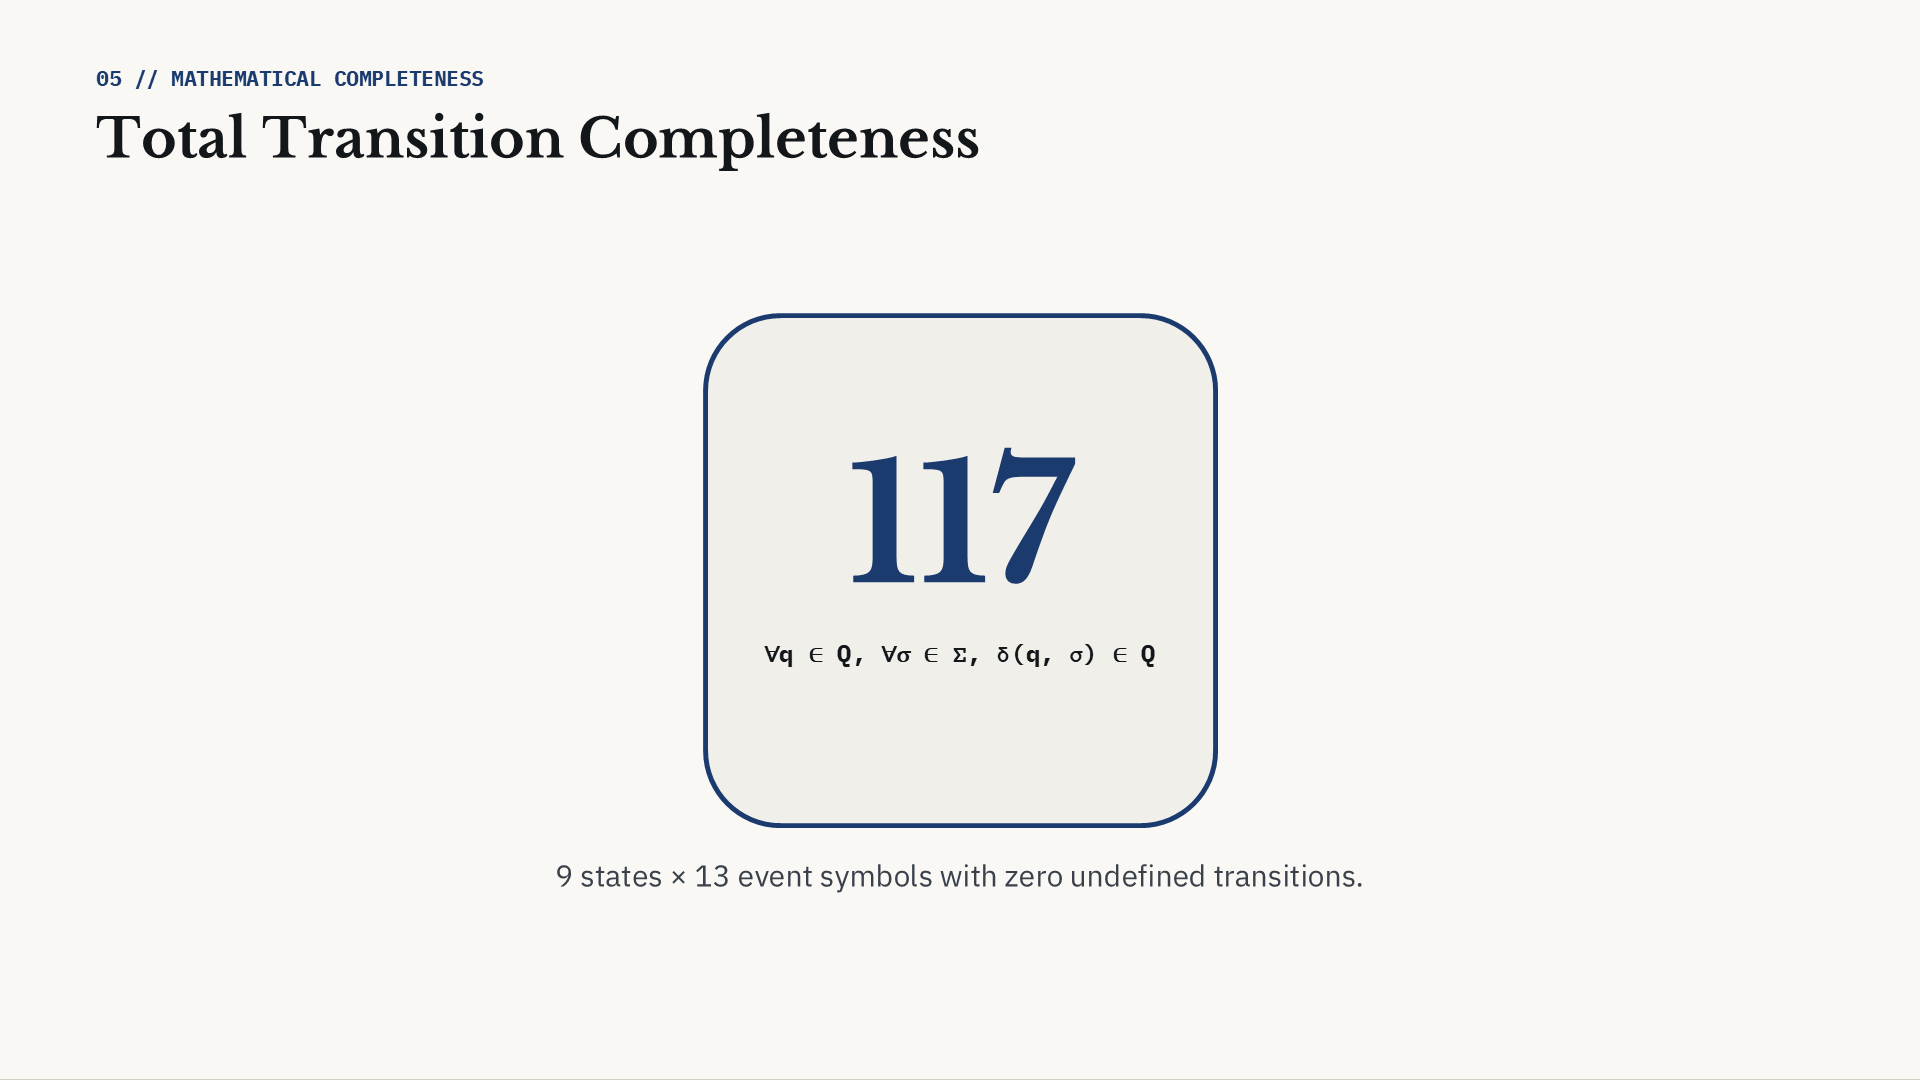 05 // MATHEMATICAL COMPLETENESS
Total Transition Completeness
117
∀q ∈ Q, ∀σ ∈ Σ, δ(q, σ) ∈ Q
9 states × 13 event symbols with zero undefined transitions.